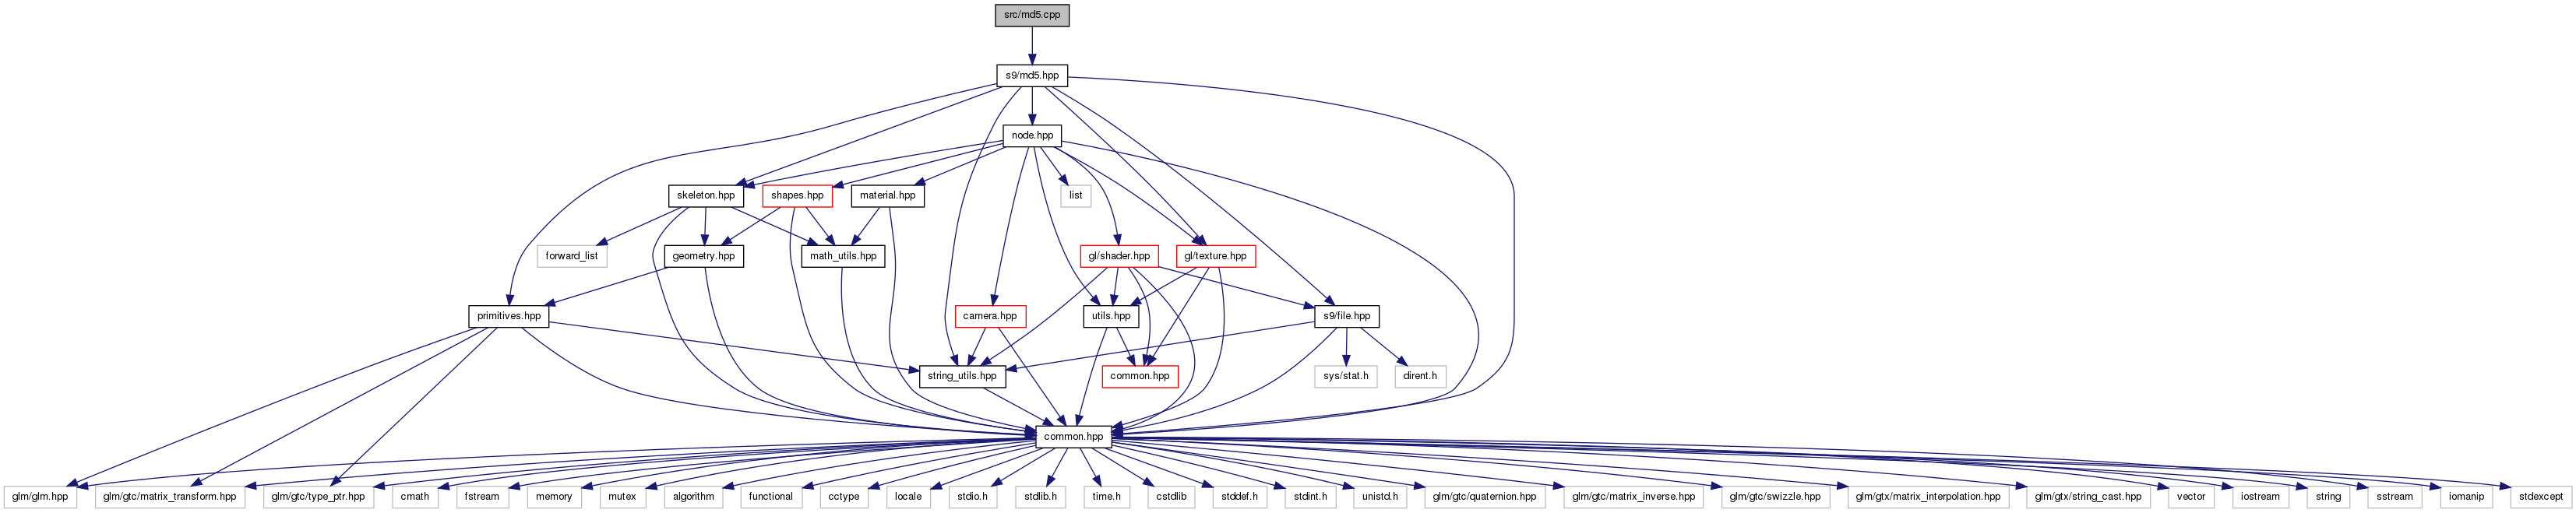 src/md5.cpp
s9/md5.hpp
node.hpp
skeleton.hpp
shapes.hpp
material.hpp
list
forward_list
geometry.hpp
math_utils.hpp
gl/shader.hpp
gl/texture.hpp
primitives.hpp
camera.hpp
utils.hpp
s9/file.hpp
string_utils.hpp
common.hpp
sys/stat.h
dirent.h
common.hpp
glm/glm.hpp
glm/gtc/matrix_transform.hpp
glm/gtc/type_ptr.hpp
cmath
fstream
memory
mutex
algorithm
functional
cctype
locale
stdio.h
stdlib.h
time.h
cstdlib
stddef.h
stdint.h
unistd.h
glm/gtc/quaternion.hpp
glm/gtc/matrix_inverse.hpp
glm/gtc/swizzle.hpp
glm/gtx/matrix_interpolation.hpp
glm/gtx/string_cast.hpp
vector
iostream
string
sstream
iomanip
stdexcept